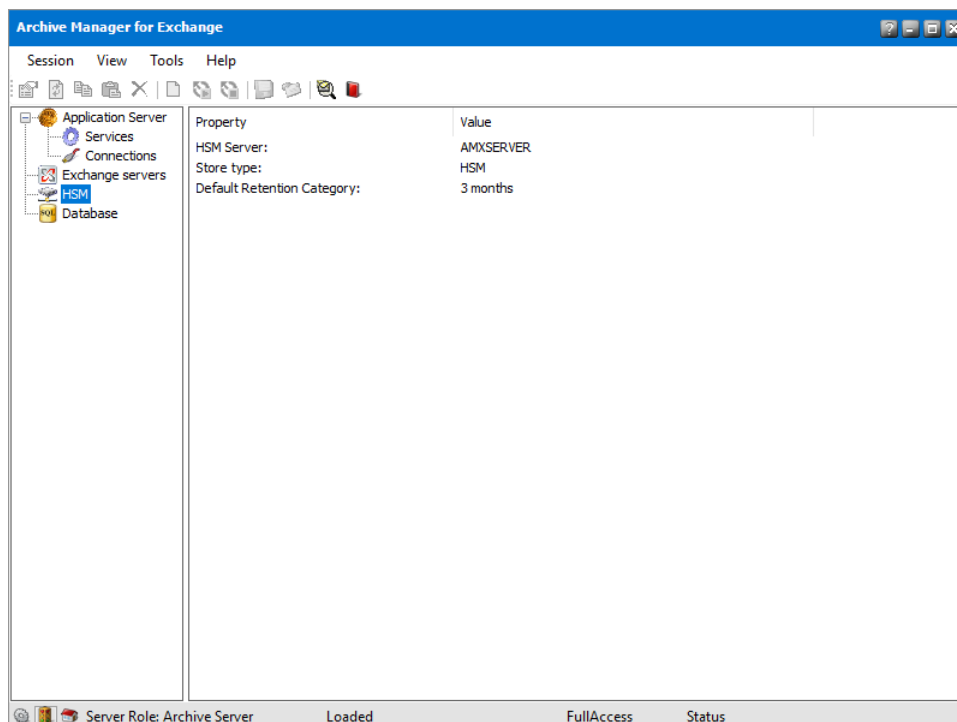 Archive Manager for Exchange
Session View Tools Help
Application Server
Services
Connections
Exchange servers
HSM
SQL Database
Property Value
HSM Server: AMXSERVER
Store type: HSM
Default Retention Category: 3 months
Server Role: Archive Server Loaded FullAccess Status